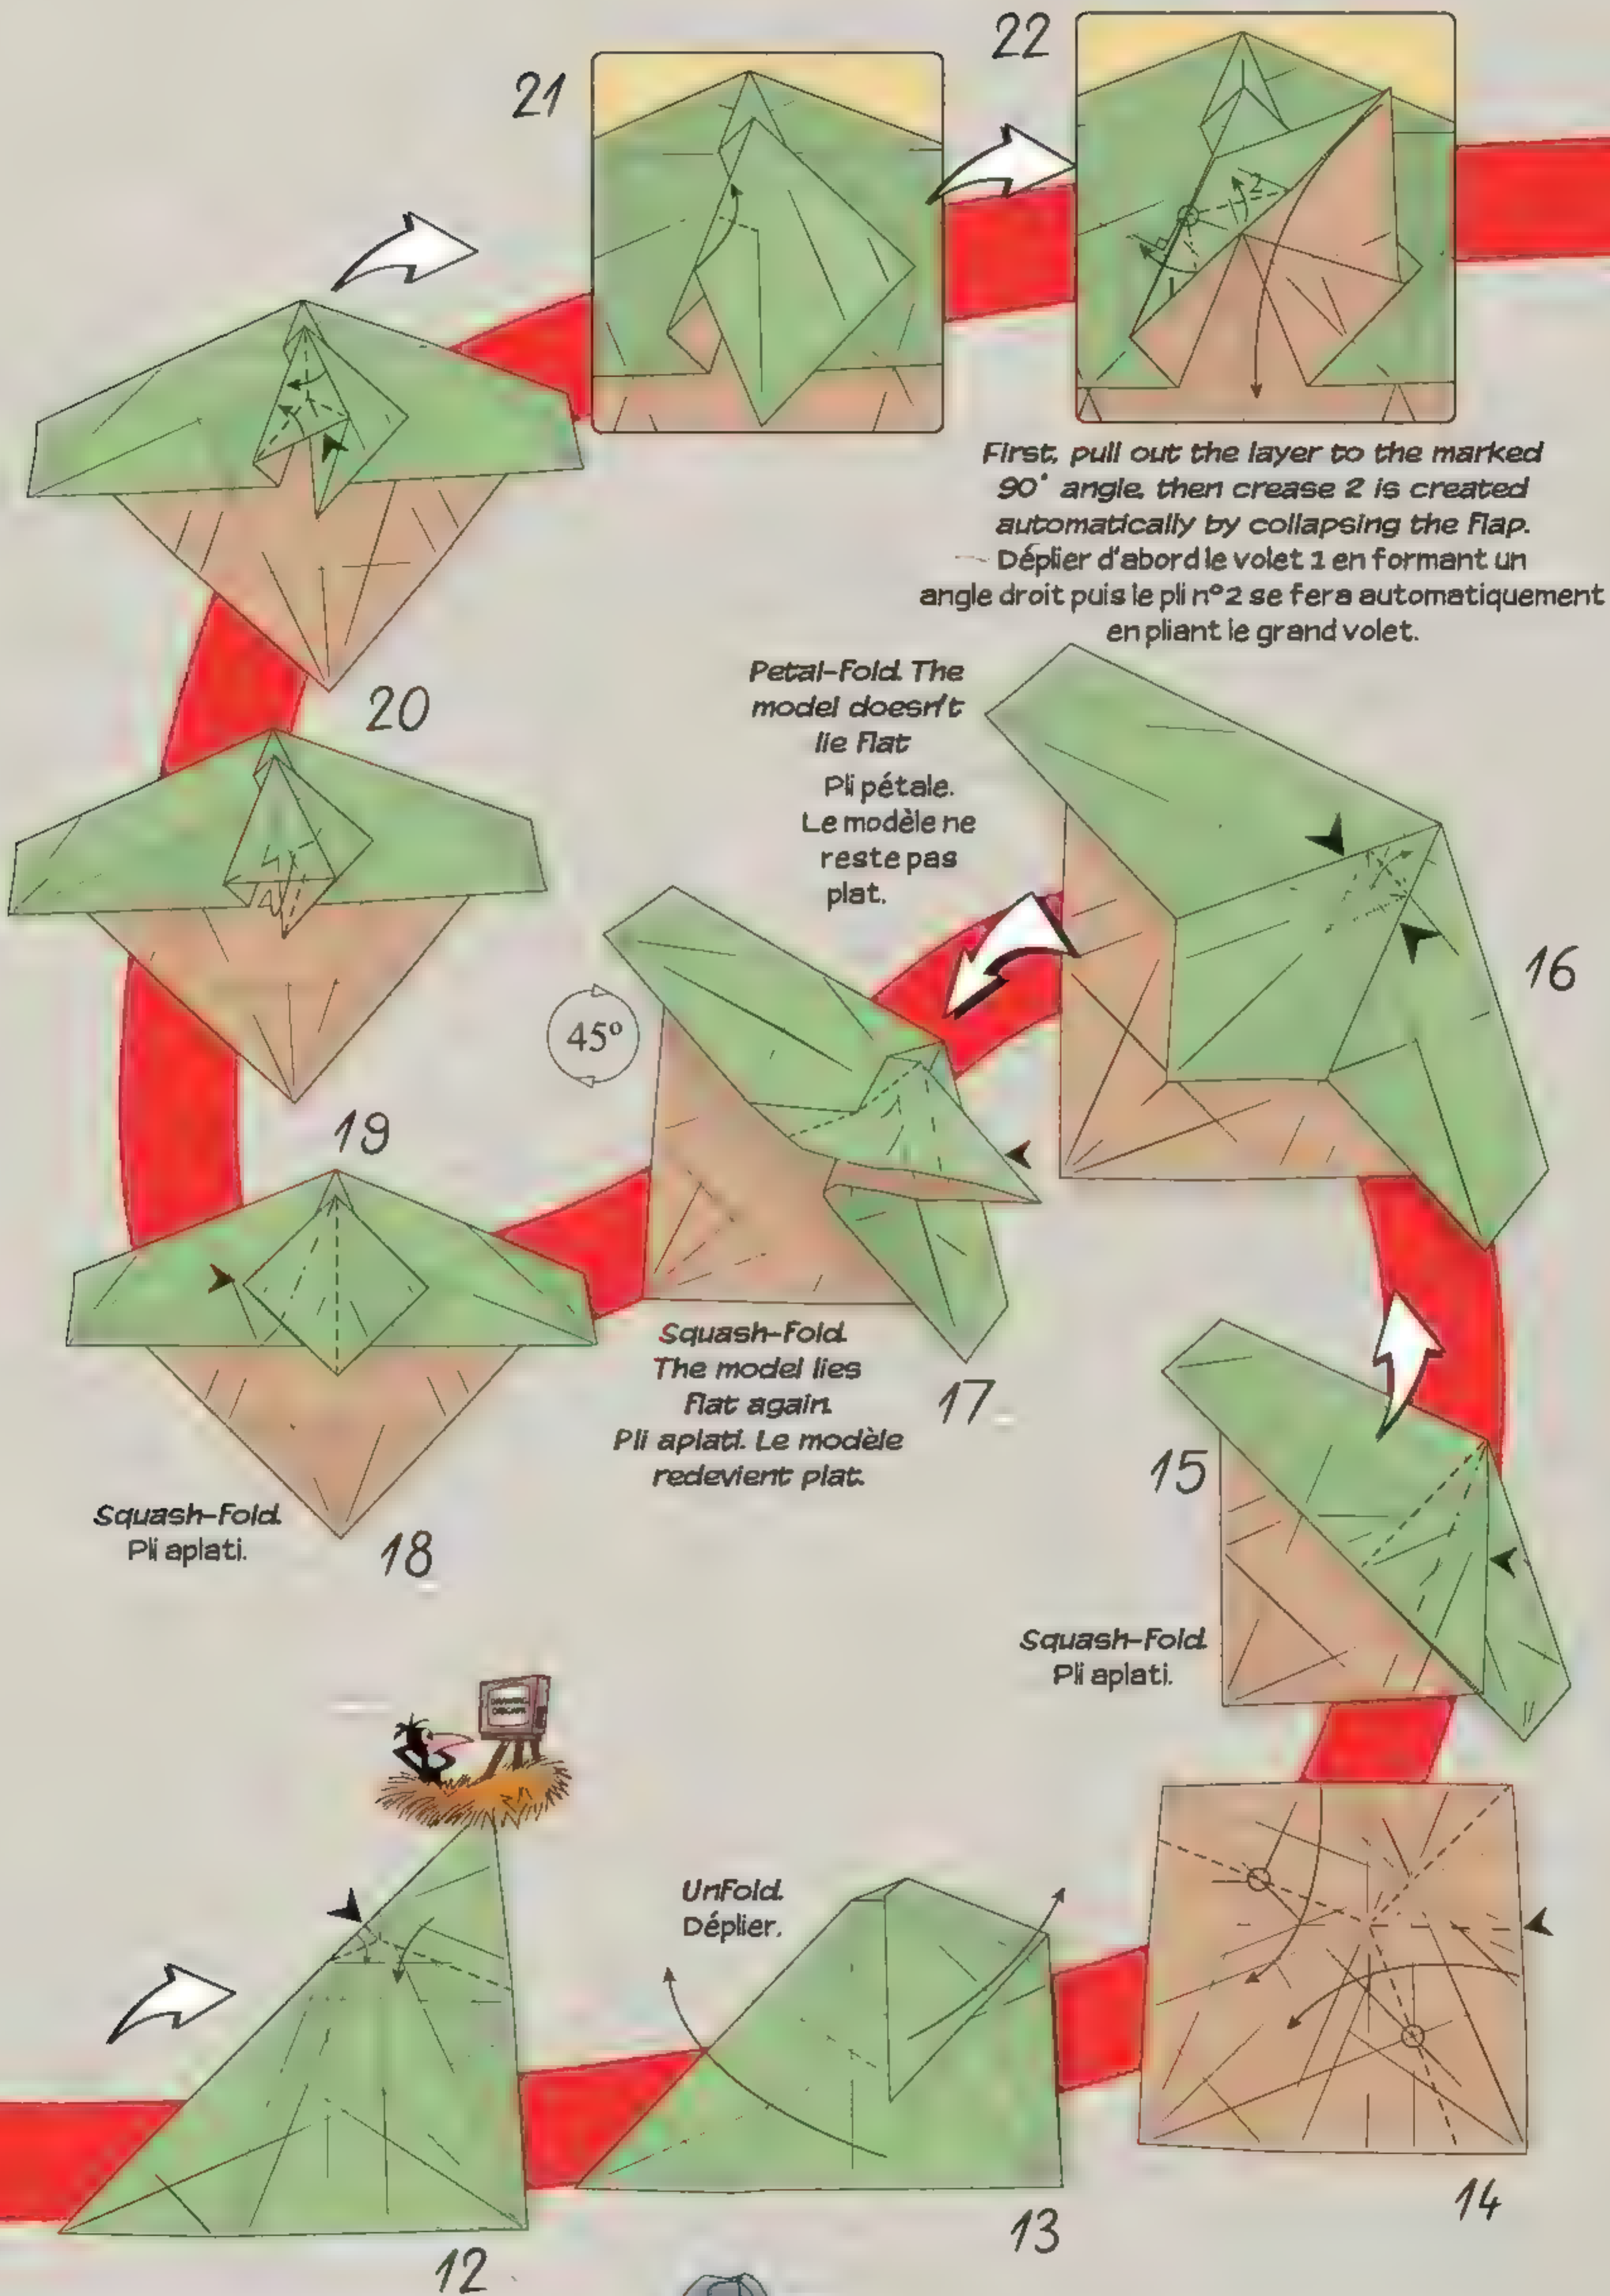 21
22
First, pull out the layer to the marked
90° angle, then crease 2 is created
automatically by collapsing the flap.
Déplier d'abord le volet 1 en formant un
angle droit puis le pli n°2 se fera automatiquement
en pliant le grand volet.
2
1
20
Petal-Fold. The
model doesn't
lie flat
Pli pétale.
Le modèle ne
reste pas
plat.
16
19
45°
Squash-Fold.
The model lies
flat again.
Pli aplati. Le modèle
redevient plat.
17
Squash-Fold.
Pli aplati.
18
15
Squash-Fold.
Pli aplati.
DRAWING
ORIGAMI
UnFold.
Déplier.
12
13
14